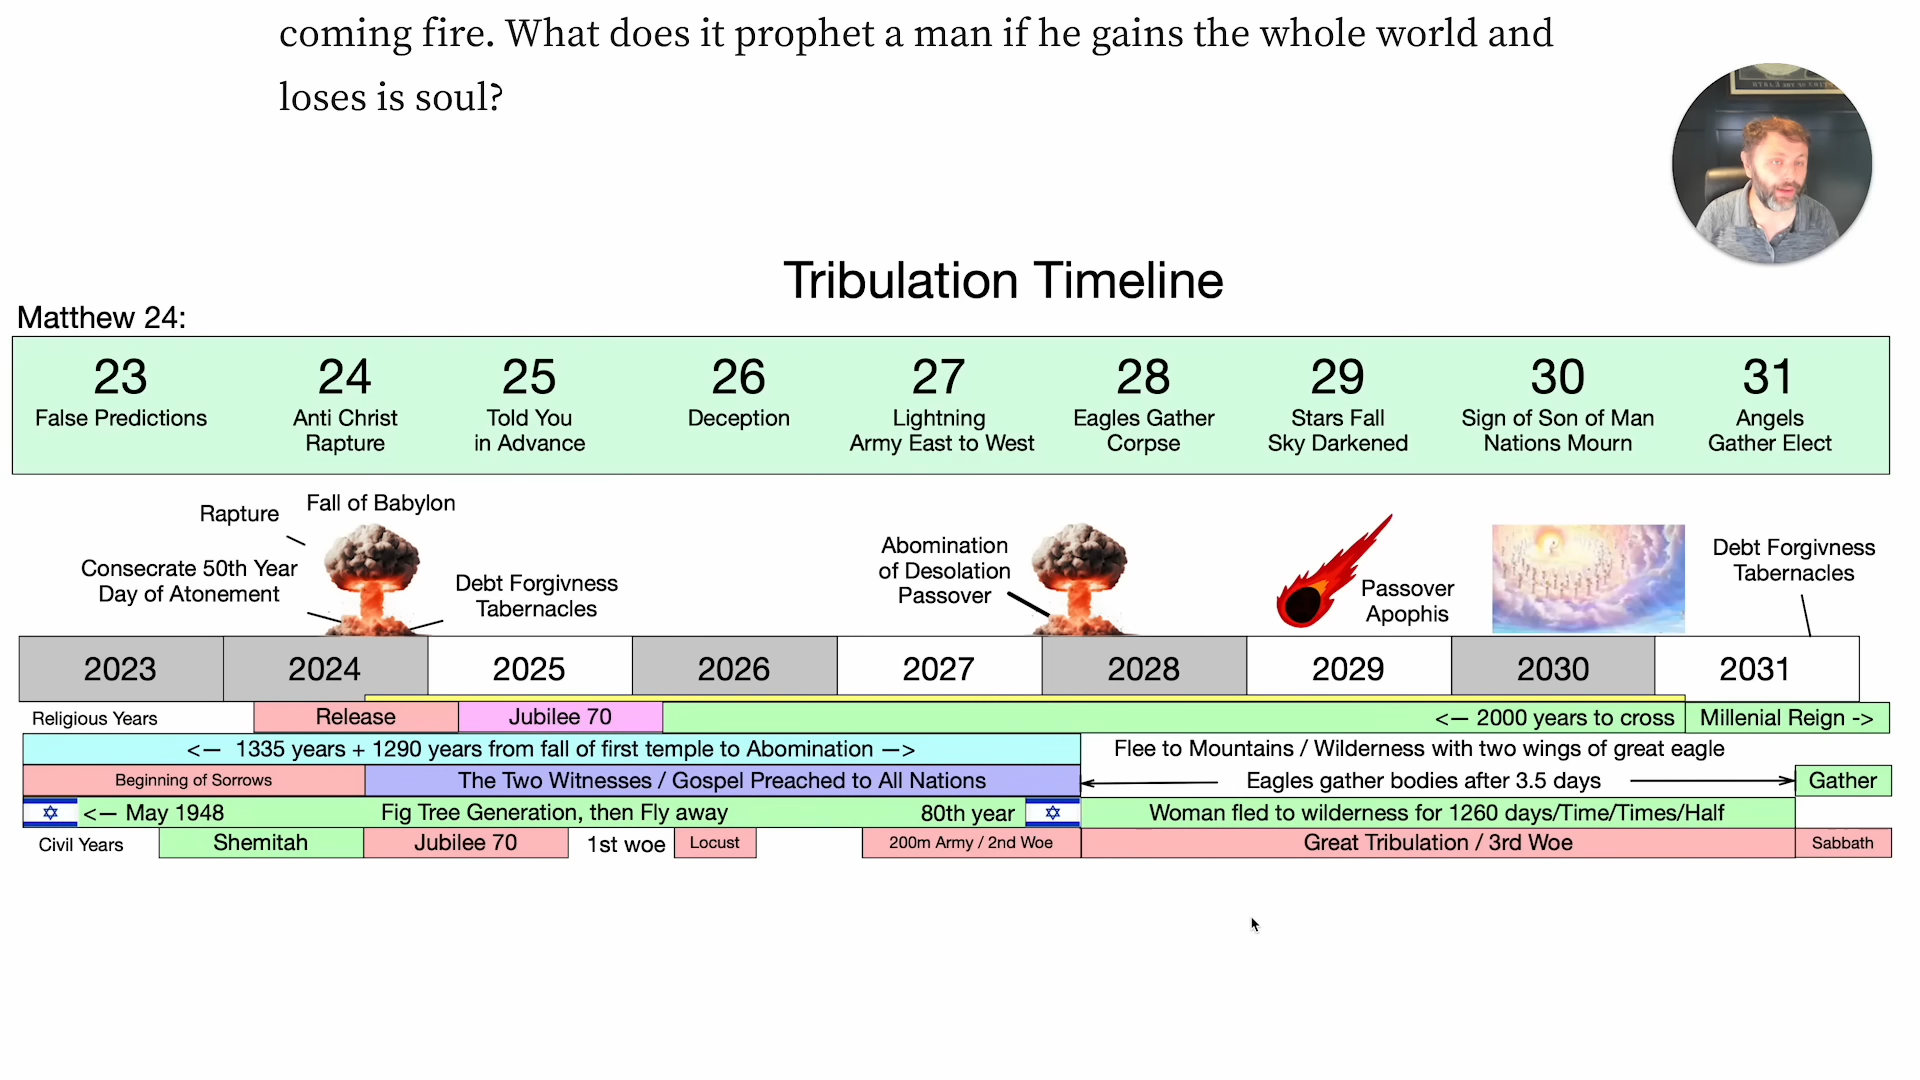 coming fire. What does it prophet a man if he gains the whole world and
loses is soul?
Tribulation Timeline
Matthew 24:
23
False Predictions
24
Anti Christ
Rapture
25
Told You
in Advance
26
Deception
27
Lightning
Army East to West
28
Eagles Gather
Corpse
29
Stars Fall
Sky Darkened
30
Sign of Son of Man
Nations Mourn
31
Angels
Gather Elect
Rapture
Fall of Babylon
Consecrate 50th Year
Day of Atonement
Debt Forgivness
Tabernacles
Abomination
of Desolation
Passover
Passover
Apophis
Debt Forgivness
Tabernacles
2023
2024
2025
2026
2027
2028
2029
2030
2031
Religious Years
Release
Jubilee 70
<— 2000 years to cross
Millenial Reign ->
<— 1335 years + 1290 years from fall of first temple to Abomination —>
Flee to Mountains / Wilderness with two wings of great eagle
Beginning of Sorrows
The Two Witnesses / Gospel Preached to All Nations
Eagles gather bodies after 3.5 days
Gather
<— May 1948
Fig Tree Generation, then Fly away
80th year
Woman fled to wilderness for 1260 days/Time/Times/Half
Civil Years
Shemitah
Jubilee 70
1st woe
Locust
200m Army / 2nd Woe
Great Tribulation / 3rd Woe
Sabbath